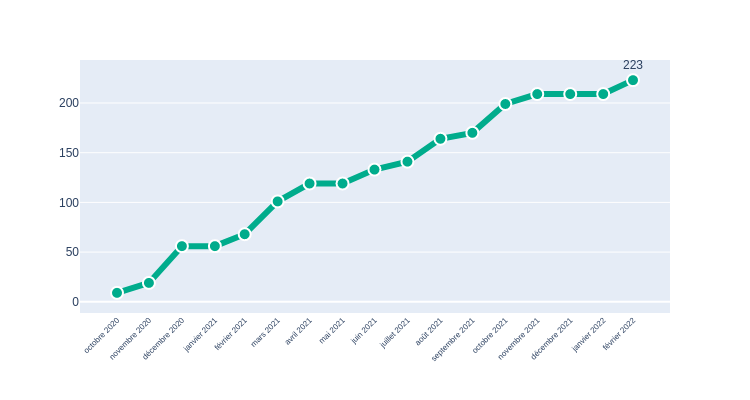 223
200
150
100
50
0
octobre 2020
novembre 2020
décembre 2020
janvier 2021
février 2021
mars 2021
avril 2021
mai 2021
juin 2021
juillet 2021
août 2021
septembre 2021
octobre 2021
novembre 2021
décembre 2021
janvier 2022
février 2022